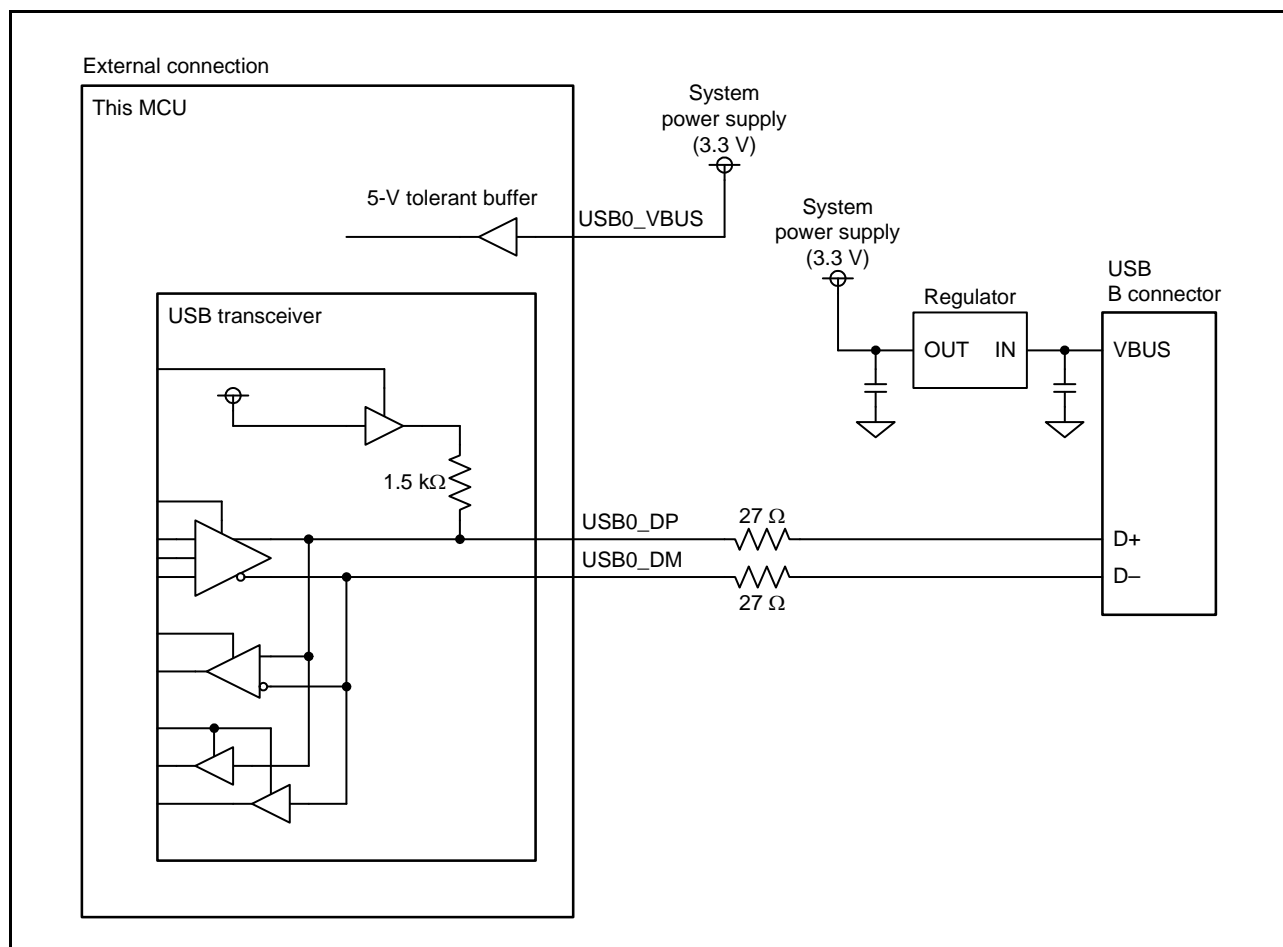 External connection
This MCU
System
power supply
(3.3 V)
5-V tolerant buffer
USB0_VBUS
System
power supply
(3.3 V)
USB
B connector
Regulator
OUT IN
VBUS
USB transceiver
1.5 kΩ
USB0_DP
27 Ω
D+
USB0_DM
27 Ω
D–